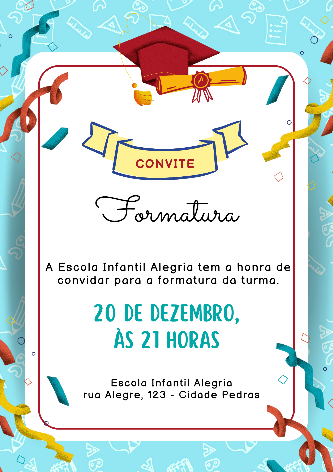 CONVITE
Formatura
A Escola Infantil Alegria tem a honra de
convidar para a formatura da turma.
20 DE DEZEMBRO,
ÀS 21 HORAS
Escola Infantil Alegria
rua Alegre, 123 - Cidade Pedras